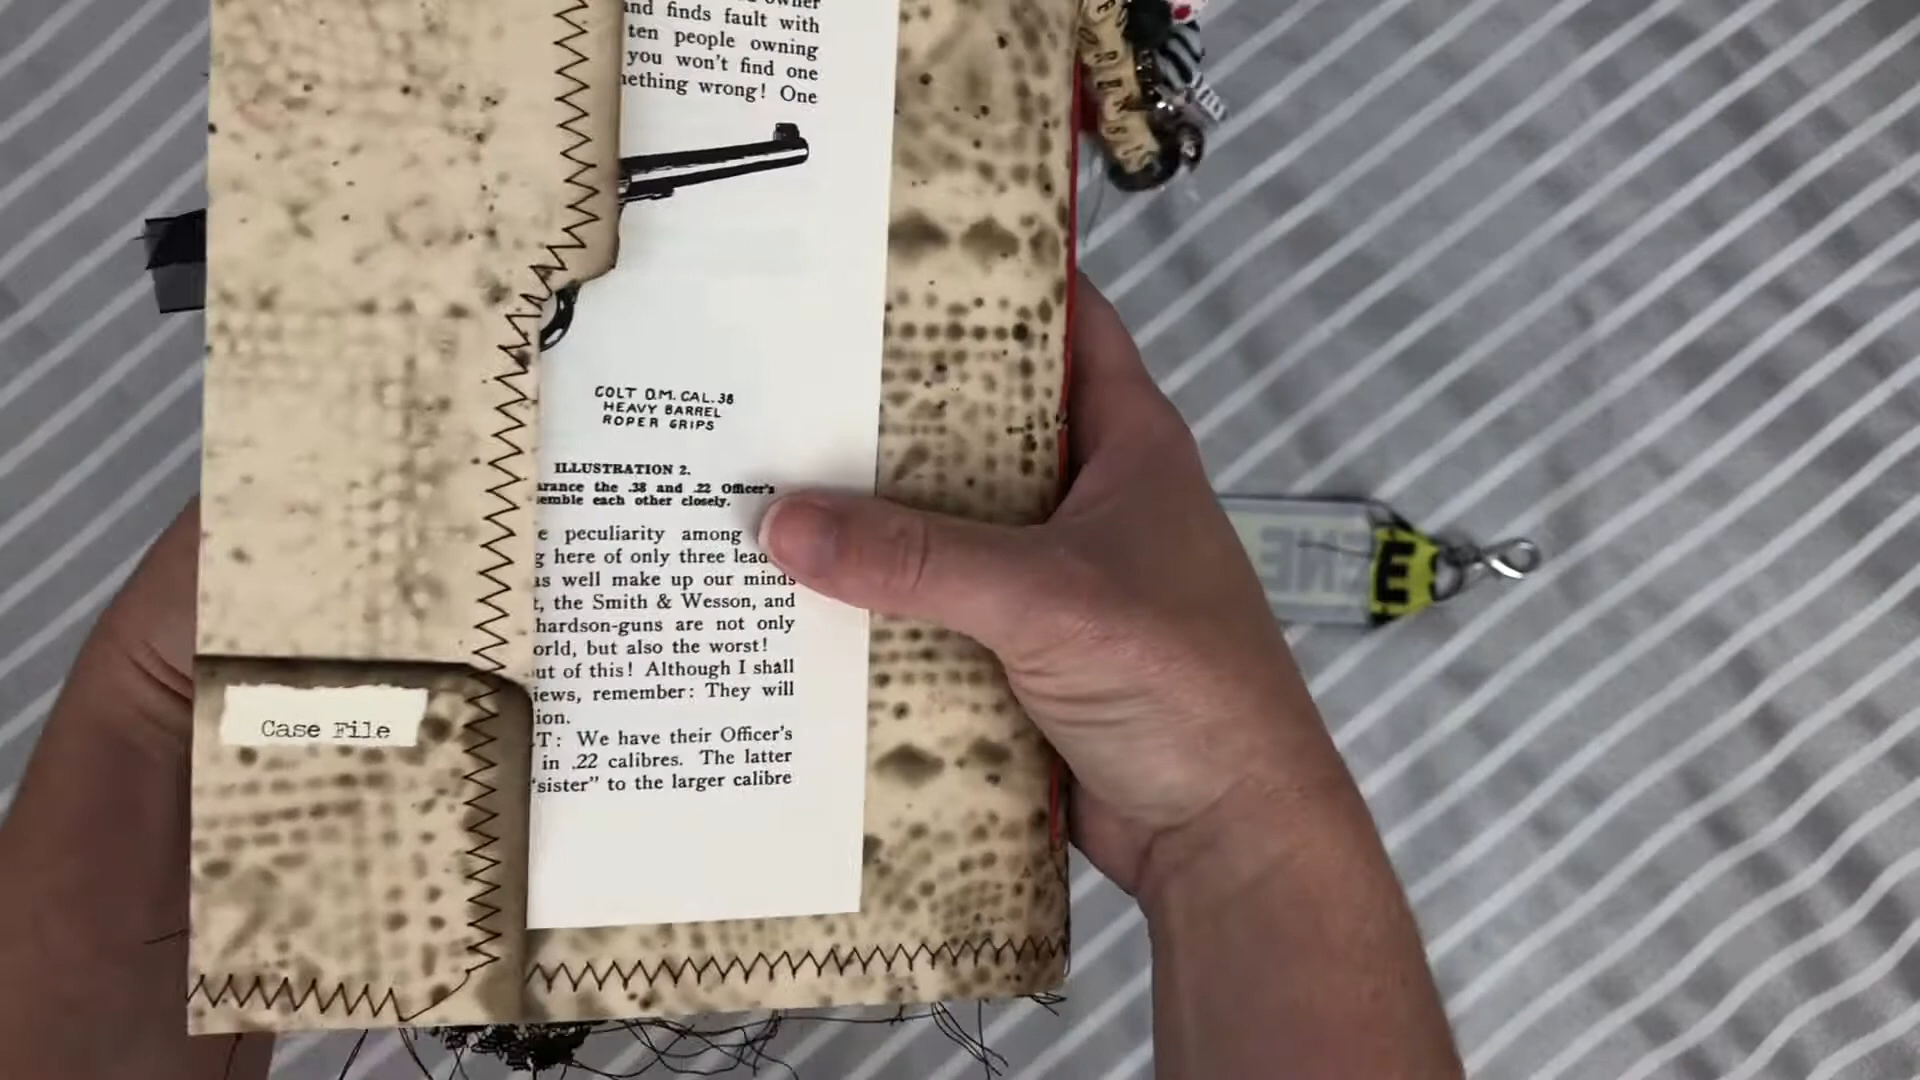 owner
and finds fault with
ten people owning
you won't find one
nething wrong! One
COLT O.M. CAL. 38
HEAVY BARREL
ROPER GRIPS
ILLUSTRATION 2.
arance the .38 and .22 Officer's
semble each other closely.
e peculiarity among
g here of only three lead
as well make up our minds
t, the Smith & Wesson, and
hardson-guns are not only
orld, but also the worst!
ut of this! Although I shall
iews, remember: They will
ion.
T: We have their Officer's
in .22 calibres. The latter
"sister" to the larger calibre
Case File
ENE
E